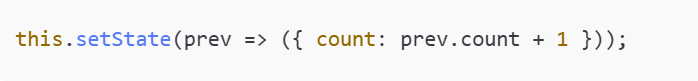 this.setState(prev => ({ count: prev.count + 1 }));